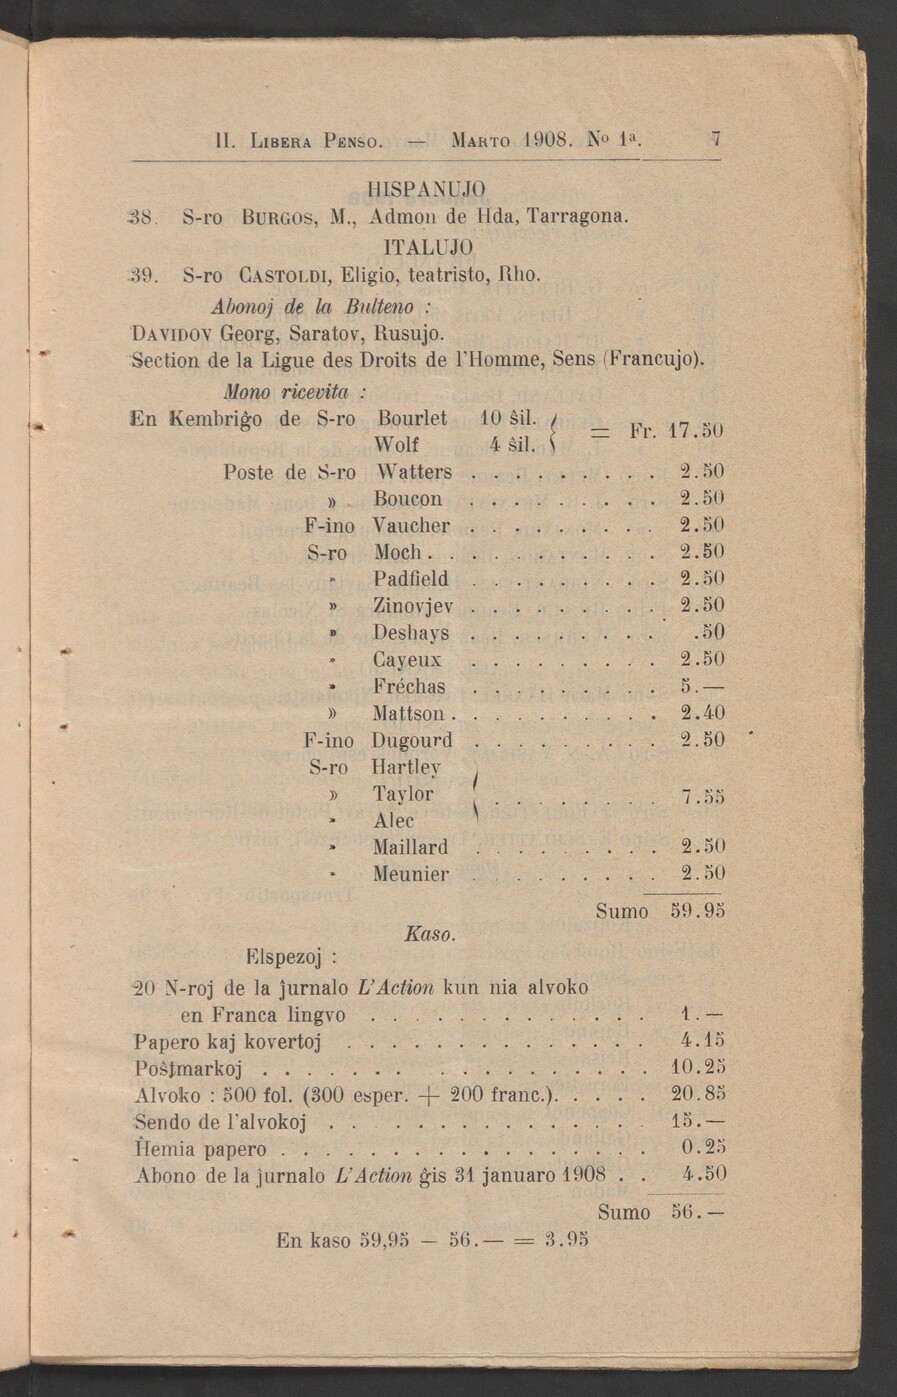 II. LIBERA PENSO. — MARTO 1908. Nº 1ª. 7
HISPANUJO
38. S-ro BURGOS, M., Admon de Hda, Tarragona.
ITALUJO
39. S-ro CASTOLDI, Eligio, teatristo, Rho.
Abonoj de la Bulteno :
DAVIDOV Georg, Saratov, Rusujo.
Section de la Ligue des Droits de l'Homme, Sens (Francujo).
Mono ricevita :
En Kembriĝo de S-ro Bourlet 10 ŝil.
Wolf 4 ŝil. = Fr. 17.50
Poste de S-ro Watters . . . . . . . . . 2.50
» Boucon . . . . . . . . . 2.50
F-ino Vaucher . . . . . . . . . 2.50
S-ro Moch . . . . . . . . . . . 2.50
» Padfield . . . . . . . . . 2.50
» Zinovjev . . . . . . . . . 2.50
» Deshays . . . . . . . . . .50
» Cayeux . . . . . . . . . 2.50
» Fréchas . . . . . . . . . 5.—
» Mattson . . . . . . . . . . 2.40
F-ino Dugourd . . . . . . . . . 2.50
S-ro Hartley
» Taylor . . . . . . . . 7.55
» Alec
» Maillard . . . . . . . . . 2.50
» Meunier . . . . . . . . . 2.50
Sumo 59.95
Kaso.
Elspezoj :
20 N-roj de la ĵurnalo L'Action kun nia alvoko
en Franca lingvo . . . . . . . . . . . . . 1.—
Papero kaj kovertoj . . . . . . . . . . . . . . 4.15
Poŝtmarkoj . . . . . . . . . . . . . . . . . 10.25
Alvoko : 500 fol. (300 esper. + 200 franc.). . . . . 20.85
Sendo de l'alvokoj . . . . . . . . . . . . . . . 15.—
Ĥemia papero . . . . . . . . . . . . . . . . . 0.25
Abono de la ĵurnalo L'Action ĝis 31 januaro 1908 . . 4.50
Sumo 56.—
En kaso 59,95 — 56.— = 3.95